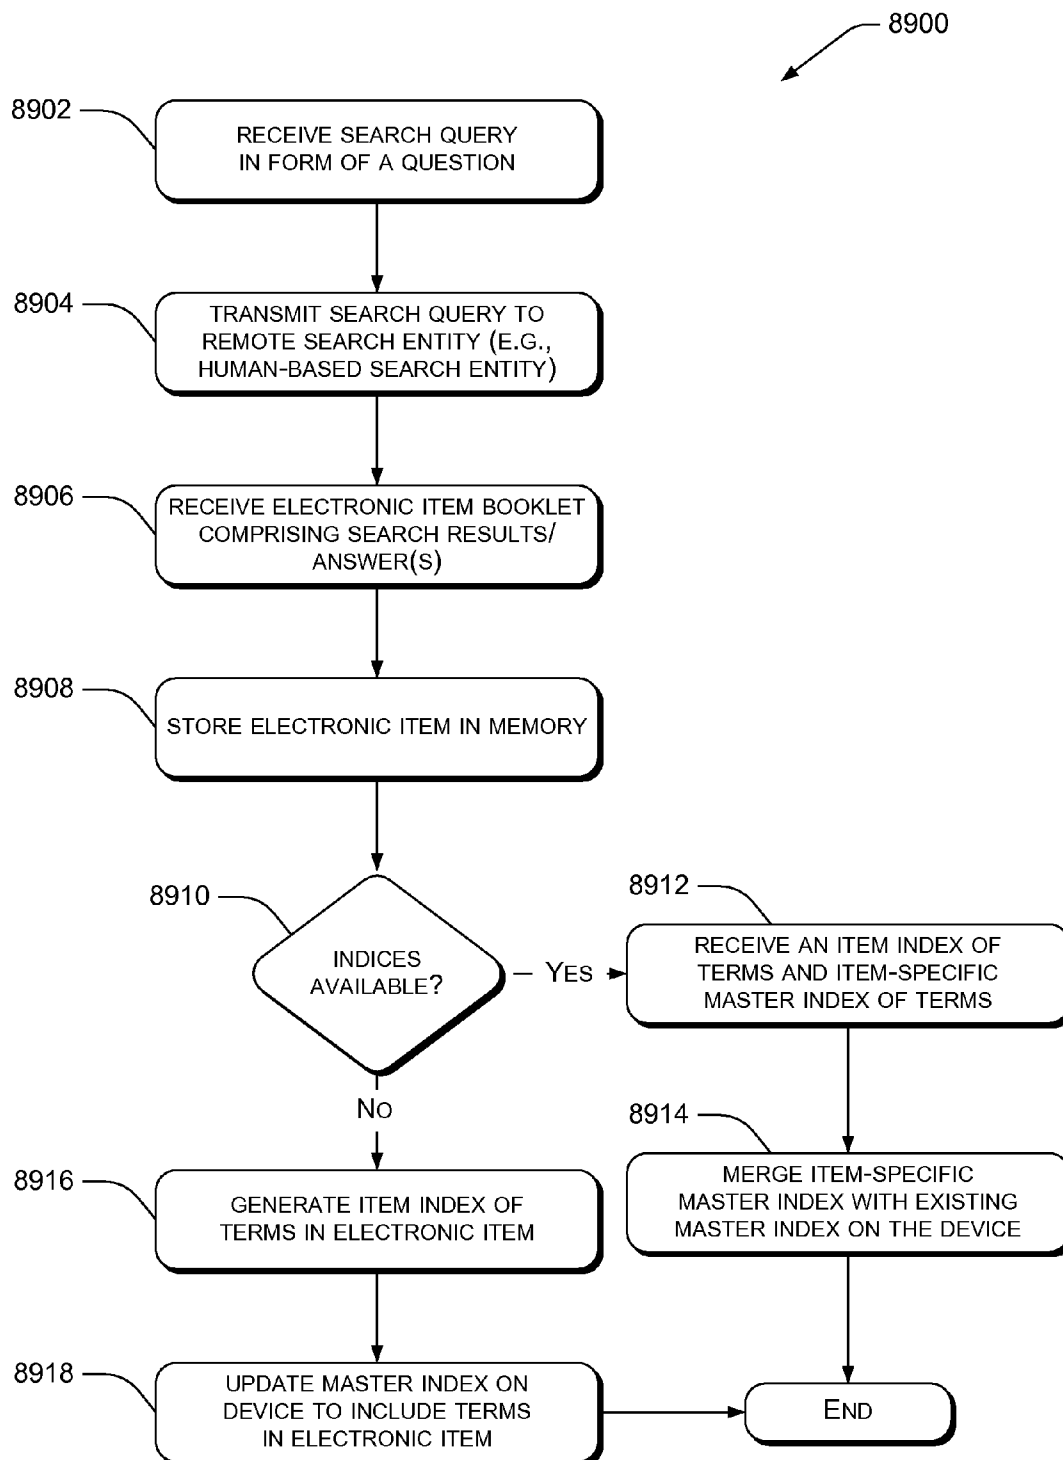 8900
8902
RECEIVE SEARCH QUERY
IN FORM OF A QUESTION
8904
TRANSMIT SEARCH QUERY TO
REMOTE SEARCH ENTITY (E.G.,
HUMAN-BASED SEARCH ENTITY)
8906
RECEIVE ELECTRONIC ITEM BOOKLET
COMPRISING SEARCH RESULTS/
ANSWER(S)
8908
STORE ELECTRONIC ITEM IN MEMORY
8910
INDICES
AVAILABLE?
YES
8912
RECEIVE AN ITEM INDEX OF
TERMS AND ITEM-SPECIFIC
MASTER INDEX OF TERMS
NO
8914
MERGE ITEM-SPECIFIC
MASTER INDEX WITH EXISTING
MASTER INDEX ON THE DEVICE
8916
GENERATE ITEM INDEX OF
TERMS IN ELECTRONIC ITEM
8918
UPDATE MASTER INDEX ON
DEVICE TO INCLUDE TERMS
IN ELECTRONIC ITEM
END